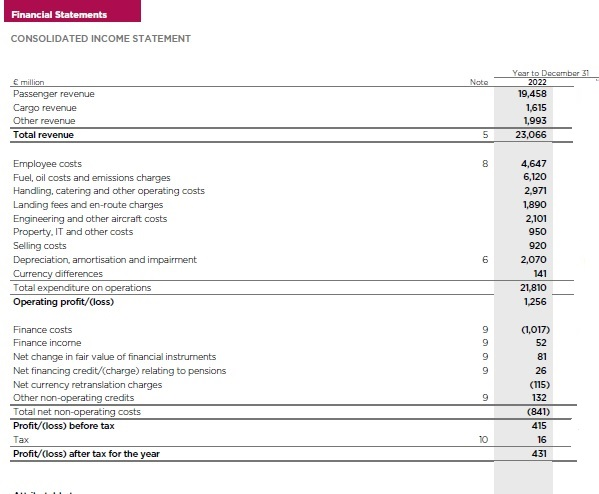 Financial Statements
CONSOLIDATED INCOME STATEMENT
Year to December 31
£ million Note 2022
Passenger revenue 19,458
Cargo revenue 1,615
Other revenue 1,993
Total revenue 5 23,066
Employee costs 8 4,647
Fuel, oil costs and emissions charges 6,120
Handling, catering and other operating costs 2,971
Landing fees and en-route charges 1,890
Engineering and other aircraft costs 2,101
Property, IT and other costs 950
Selling costs 920
Depreciation, amortisation and impairment 6 2,070
Currency differences 141
Total expenditure on operations 21,810
Operating profit/(loss) 1,256
Finance costs 9 (1,017)
Finance income 9 52
Net change in fair value of financial instruments 9 81
Net financing credit/(charge) relating to pensions 9 26
Net currency retranslation charges (115)
Other non-operating credits 9 132
Total net non-operating costs (841)
Profit/(loss) before tax 415
Tax 10 16
Profit/(loss) after tax for the year 431